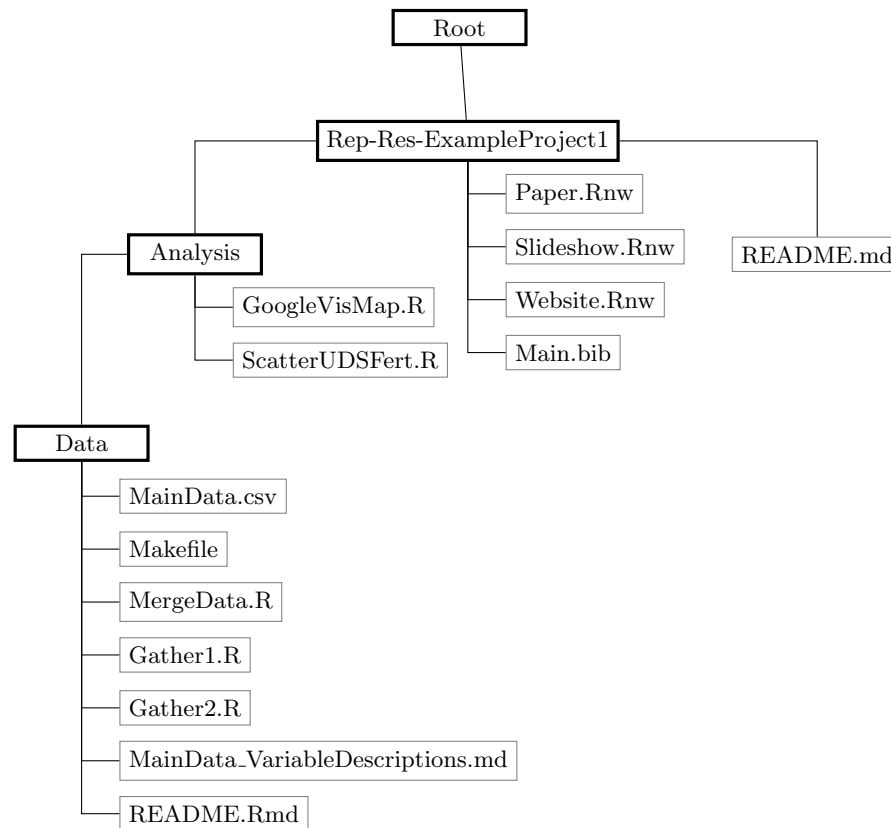 Root
Rep-Res-ExampleProject1
Paper.Rnw
Slideshow.Rnw
Website.Rnw
Main.bib
README.md
Analysis
GoogleVisMap.R
ScatterUDSFert.R
Data
MainData.csv
Makefile
MergeData.R
Gather1.R
Gather2.R
MainData_VariableDescriptions.md
README.Rmd